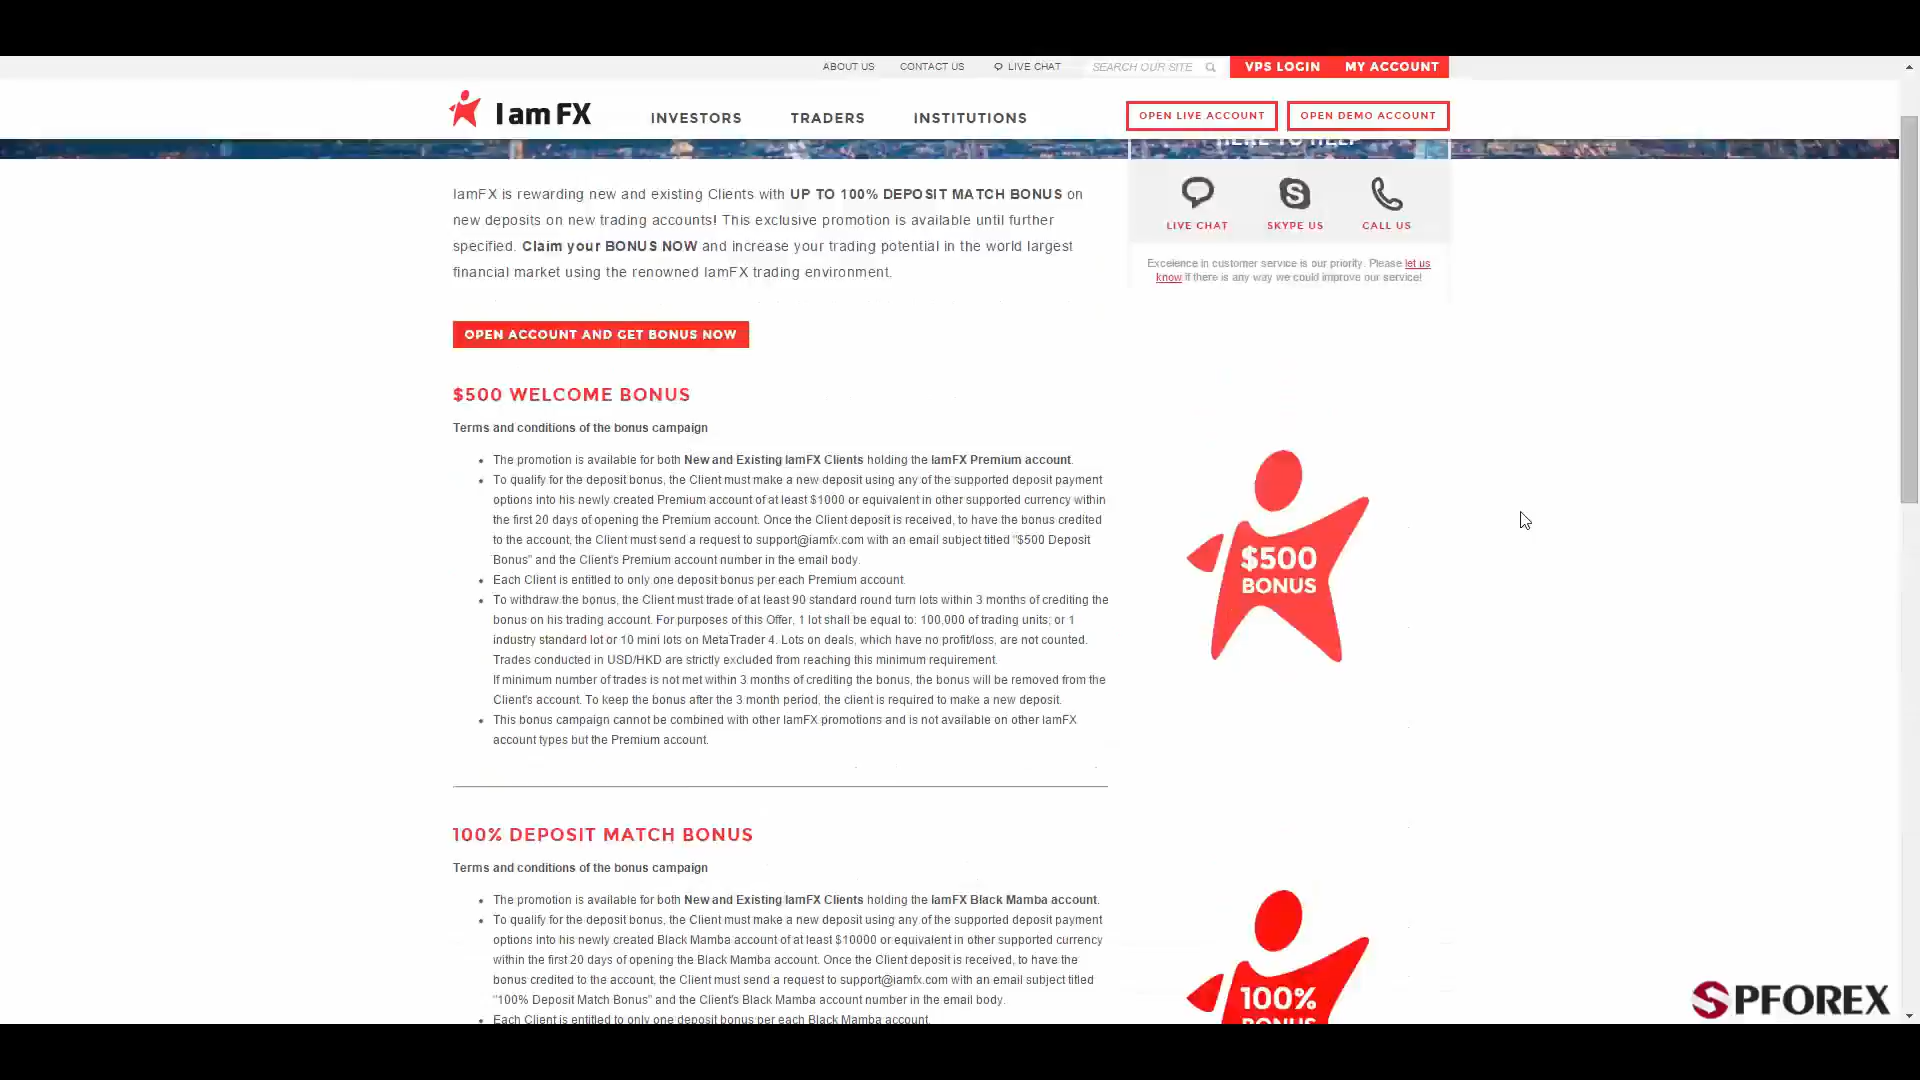 ABOUT US CONTACT US LIVE CHAT SEARCH OUR SITE VPS LOGIN MY ACCOUNT
I am FX INVESTORS TRADERS INSTITUTIONS OPEN LIVE ACCOUNT OPEN DEMO ACCOUNT
HERE TO HELP
IamFX is rewarding new and existing Clients with UP TO 100% DEPOSIT MATCH BONUS on
new deposits on new trading accounts! This exclusive promotion is available until further
specified. Claim your BONUS NOW and increase your trading potential in the world largest
financial market using the renowned IamFX trading environment.
LIVE CHAT SKYPE US CALL US
Excelence in customer service is our priority. Please let us
know if there is any way we could improve our service!
OPEN ACCOUNT AND GET BONUS NOW
$500 WELCOME BONUS
Terms and conditions of the bonus campaign
• The promotion is available for both New and Existing IamFX Clients holding the IamFX Premium account.
• To qualify for the deposit bonus, the Client must make a new deposit using any of the supported deposit payment
options into his newly created Premium account of at least $1000 or equivalent in other supported currency within
the first 20 days of opening the Premium account. Once the Client deposit is received, to have the bonus credited
to the account, the Client must send a request to support@iamfx.com with an email subject titled "$500 Deposit
Bonus" and the Client's Premium account number in the email body.
• Each Client is entitled to only one deposit bonus per each Premium account.
• To withdraw the bonus, the Client must trade of at least 90 standard round turn lots within 3 months of crediting the
bonus on his trading account. For purposes of this Offer, 1 lot shall be equal to: 100,000 of trading units; or 1
industry standard lot or 10 mini lots on MetaTrader 4. Lots on deals, which have no profit/loss, are not counted.
Trades conducted in USD/HKD are strictly excluded from reaching this minimum requirement.
If minimum number of trades is not met within 3 months of crediting the bonus, the bonus will be removed from the
Client's account. To keep the bonus after the 3 month period, the client is required to make a new deposit.
• This bonus campaign cannot be combined with other IamFX promotions and is not available on other IamFX
account types but the Premium account.
$500
BONUS
100% DEPOSIT MATCH BONUS
Terms and conditions of the bonus campaign
• The promotion is available for both New and Existing IamFX Clients holding the IamFX Black Mamba account.
• To qualify for the deposit bonus, the Client must make a new deposit using any of the supported deposit payment
options into his newly created Black Mamba account of at least $10000 or equivalent in other supported currency
within the first 20 days of opening the Black Mamba account. Once the Client deposit is received, to have the
bonus credited to the account, the Client must send a request to support@iamfx.com with an email subject titled
"100% Deposit Match Bonus" and the Client's Black Mamba account number in the email body.
• Each Client is entitled to only one deposit bonus per each Black Mamba account.
100%
BONUS
SPFOREX